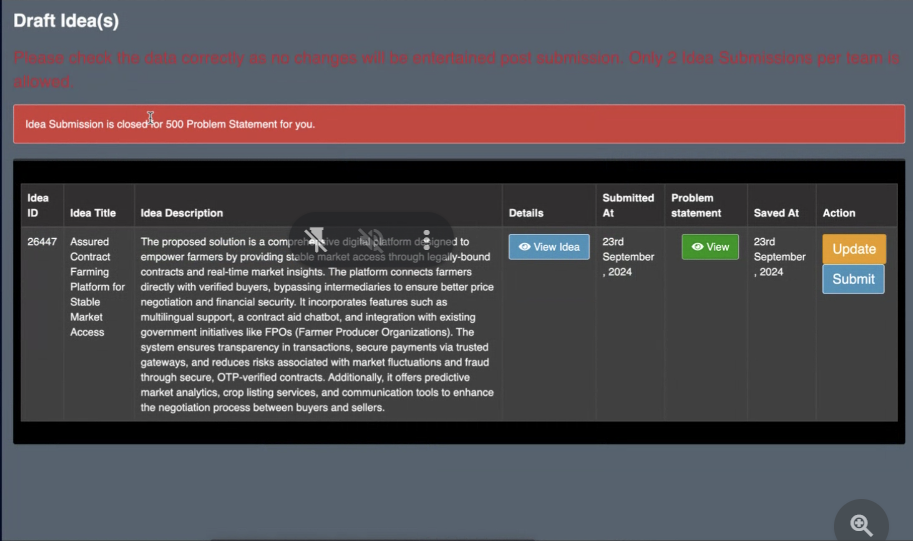 Draft Idea(s)
Please check the data correctly as no changes will be entertained post submission. Only 2 Idea Submissions per team is
allowed.
Idea Submission is closed for 500 Problem Statement for you.
Idea ID
Idea Title
Idea Description
Details
Submitted At
Problem statement
Saved At
Action
26447
Assured
Contract
Farming
Platform for
Stable
Market
Access
The proposed solution is a comprehensive digital platform designed to
empower farmers by providing stable market access through legally-bound
contracts and real-time market insights. The platform connects farmers
directly with verified buyers, bypassing intermediaries to ensure better price
negotiation and financial security. It incorporates features such as
multilingual support, a contract aid chatbot, and integration with existing
government initiatives like FPOs (Farmer Producer Organizations). The
system ensures transparency in transactions, secure payments via trusted
gateways, and reduces risks associated with market fluctuations and fraud
through secure, OTP-verified contracts. Additionally, it offers predictive
market analytics, crop listing services, and communication tools to enhance
the negotiation process between buyers and sellers.
View Idea
23rd
September
, 2024
View
23rd
September
, 2024
Update
Submit